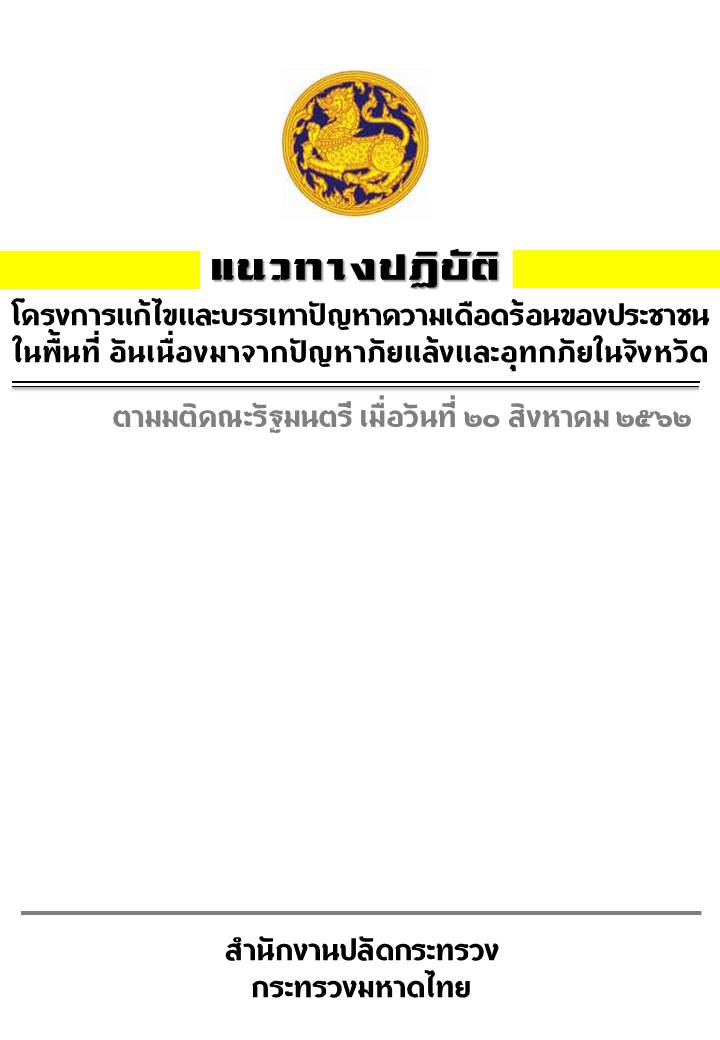 แนวทางปฏิบัติ
โครงการแก้ไขและบรรเทาปัญหาความเดือดร้อนของประชาชน
ในพื้นที่ อันเนื่องมาจากปัญหาภัยแล้งและอุทกภัยในจังหวัด
ตามมติคณะรัฐมนตรี เมื่อวันที่ ๒๐ สิงหาคม ๒๕๖๒
สำนักงานปลัดกระทรวง
กระทรวงมหาดไทย